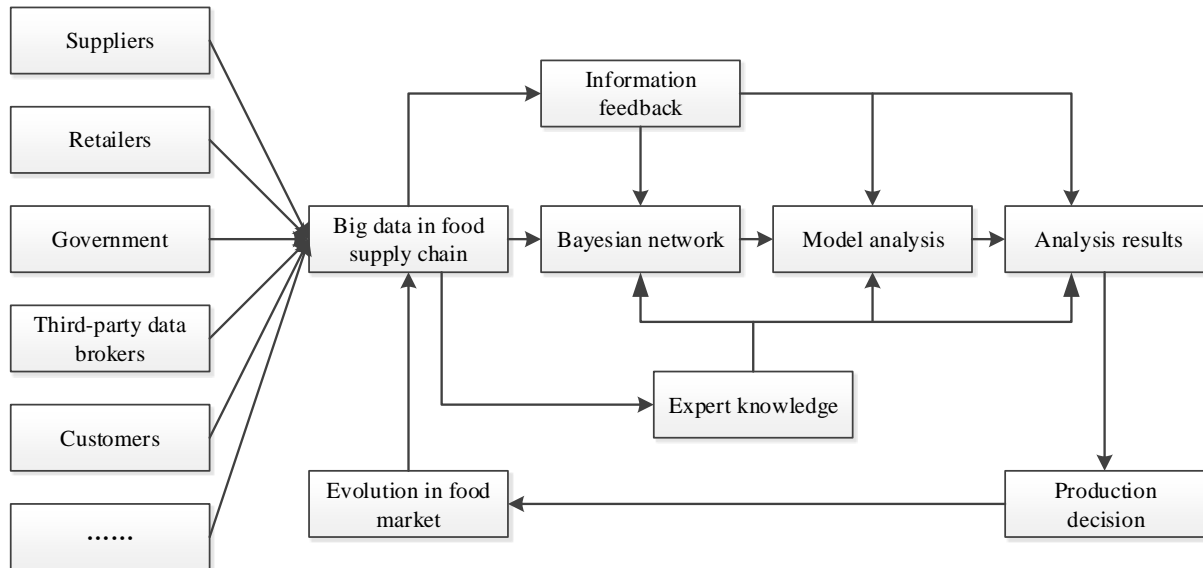 Suppliers
Retailers
Government
Third-party data
brokers
Customers
......
Big data in food
supply chain
Evolution in food
market
Information
feedback
Bayesian network
Expert knowledge
Model analysis
Analysis results
Production
decision